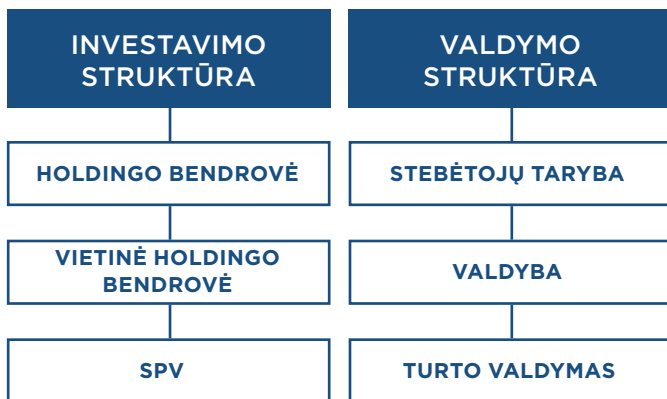 INVESTAVIMO
STRUKTŪRA
HOLDINGO BENDROVĖ
VIETINĖ HOLDINGO
BENDROVĖ
SPV
VALDYMO
STRUKTŪRA
STEBĖTOJŲ TARYBA
VALDYBA
TURTO VALDYMAS